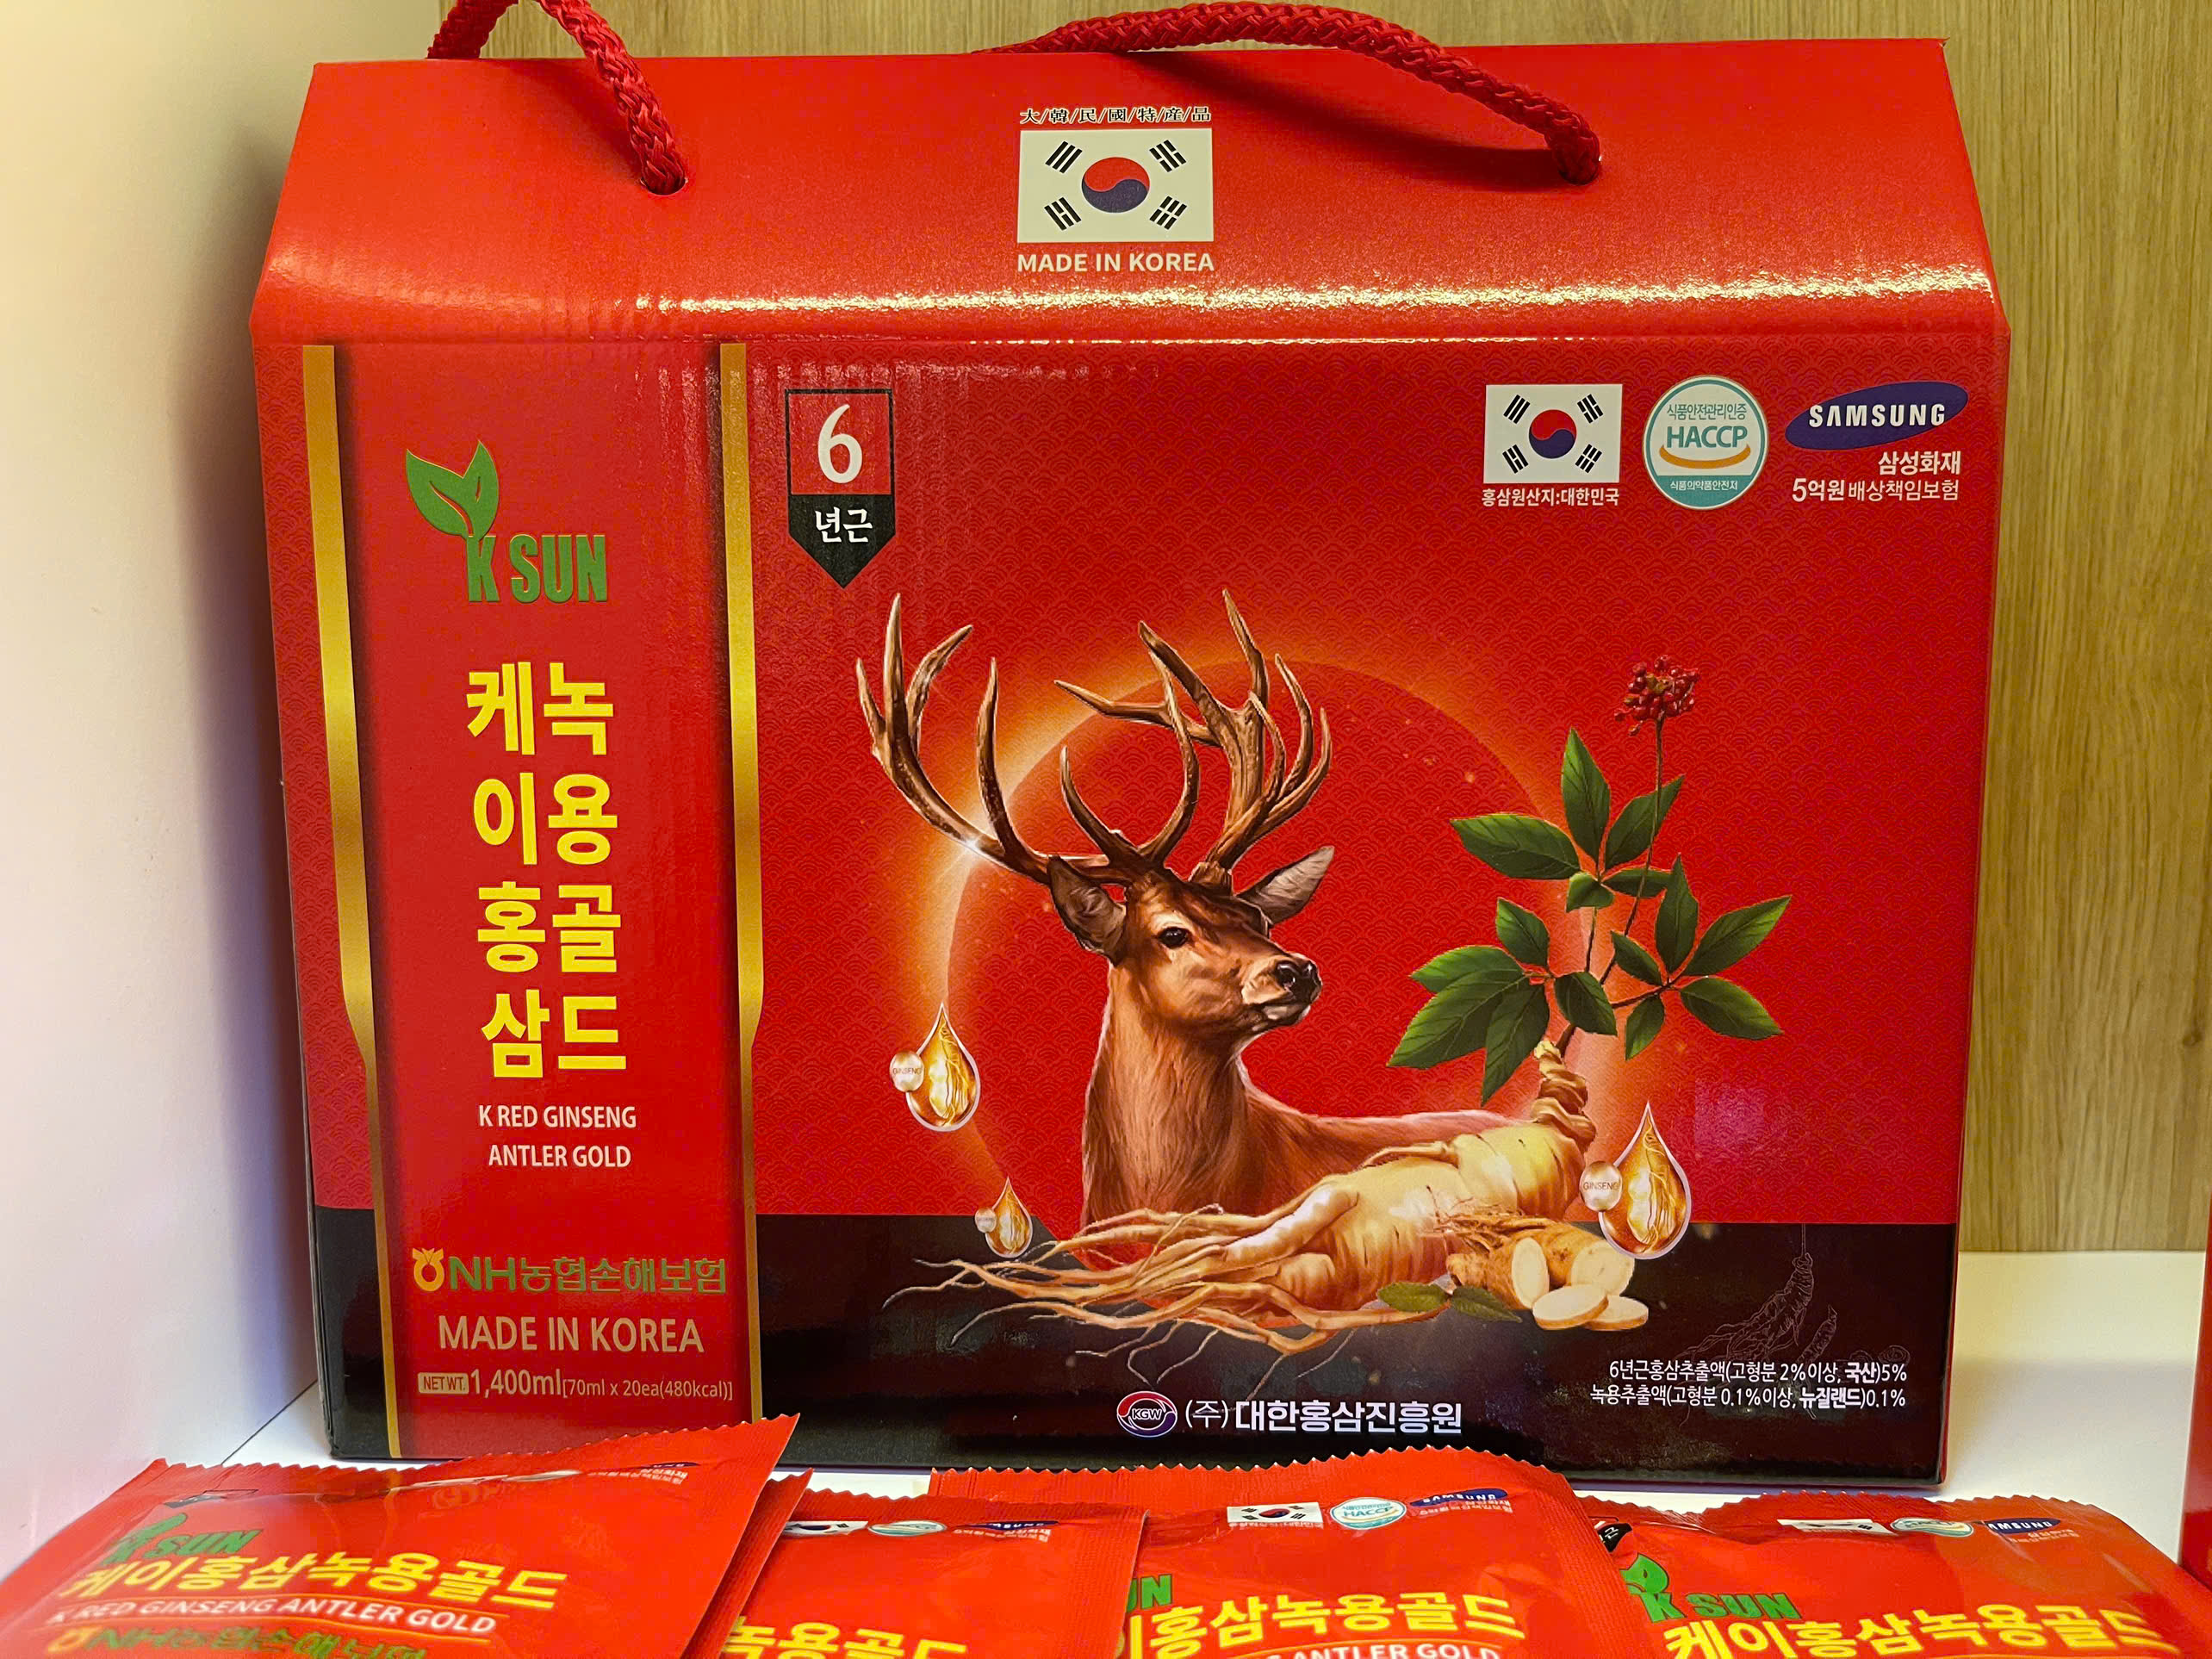 大/韓/民/國/特/産/品
MADE IN KOREA
6
년근
홍삼원산지:대한민국
식품안전관리인증
HACCP
식품의약품안전처
SAMSUNG
삼성화재
5억원 배상책임보험
K SUN
케이홍삼
녹용골드
K RED GINSENG
ANTLER GOLD
NH농협손해보험
MADE IN KOREA
NET WT. 1,400ml[70ml x 20ea(480kcal)]
GINSENG
GINSENG
6년근홍삼추출액(고형분 2%이상, 국산)5%
녹용추출액(고형분 0.1%이상, 뉴질랜드)0.1%
KGW (주)대한홍삼진흥원
K SUN
케이홍삼녹용골드
K RED GINSENG ANTLER GOLD
NH농협손해보험
녹용골드
HACCP
SAMSUNG
이홍삼녹용골드
ANTLER GOLD
SAMSUNG
K SUN
케이홍삼녹용골드